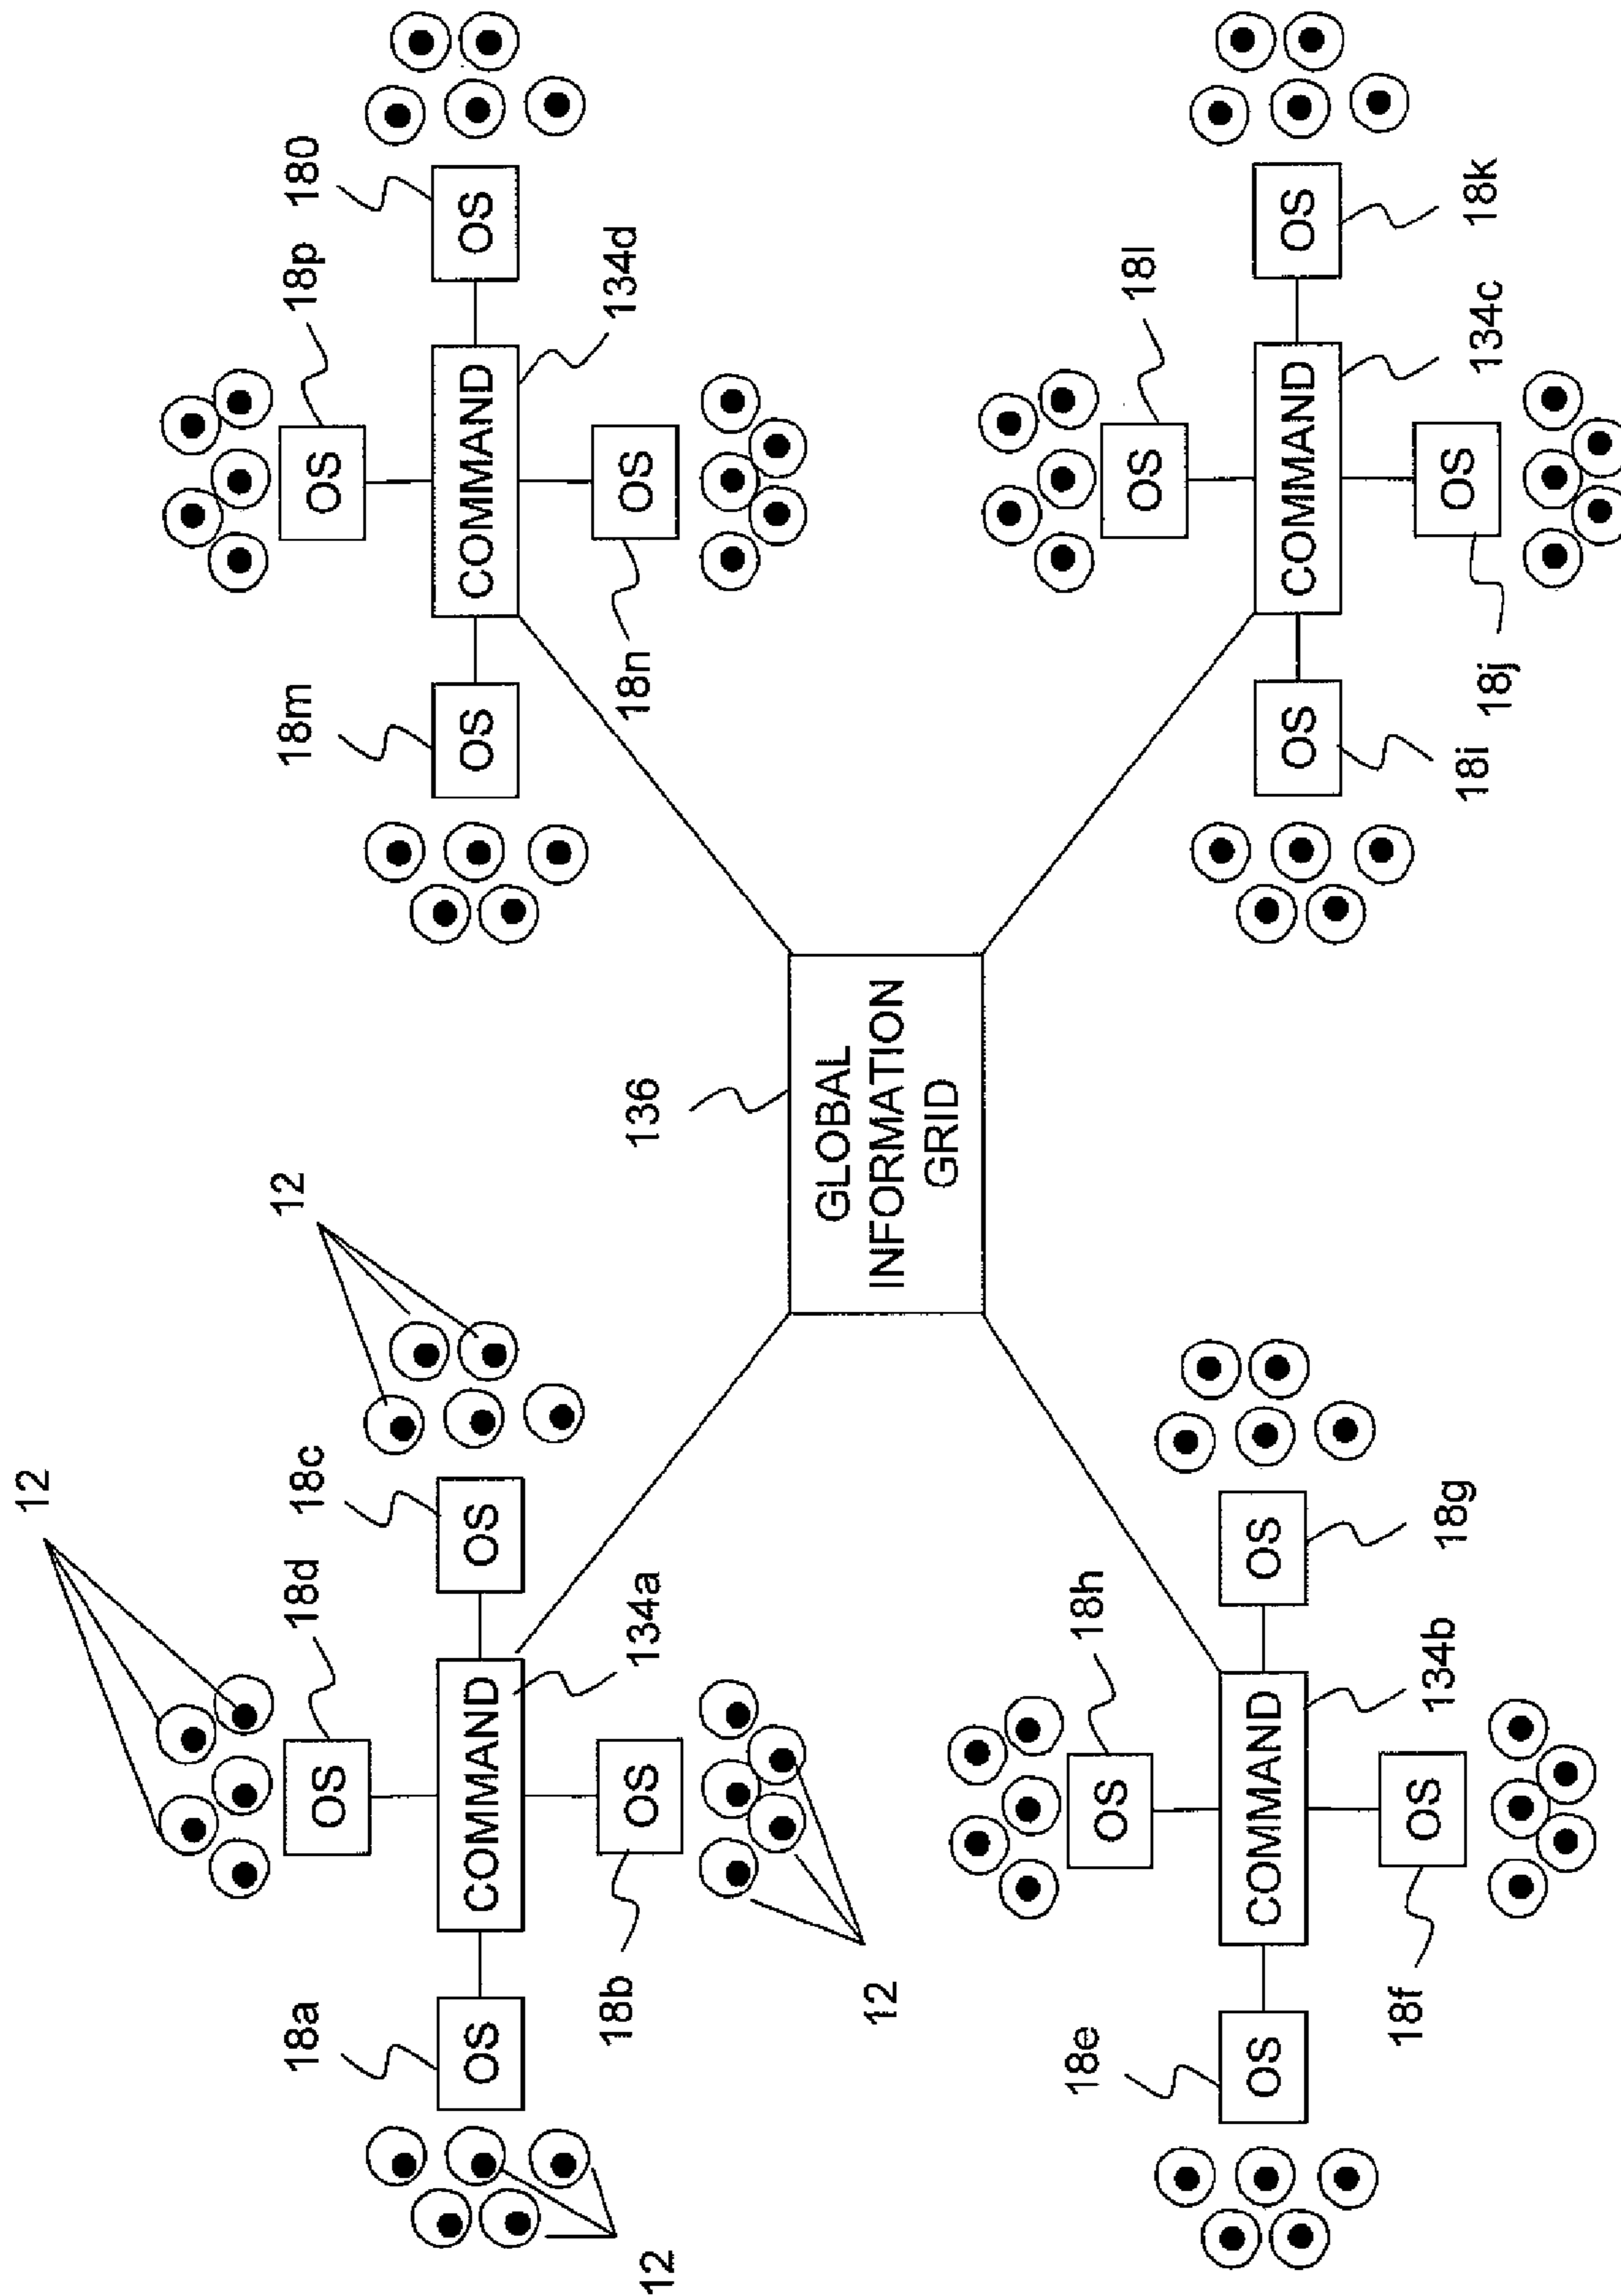 12
12
18d
18a
18c
OS
OS
COMMAND
OS
134a
OS
18b
12
12
18p
18m
180
OS
OS
COMMAND
OS
134d
OS
18n
136
GLOBAL
INFORMATION
GRID
18h
18e
OS
OS
COMMAND
OS
134b
18g
OS
18f
18l
OS
OS
COMMAND
OS
134c
18k
18i
OS
18j